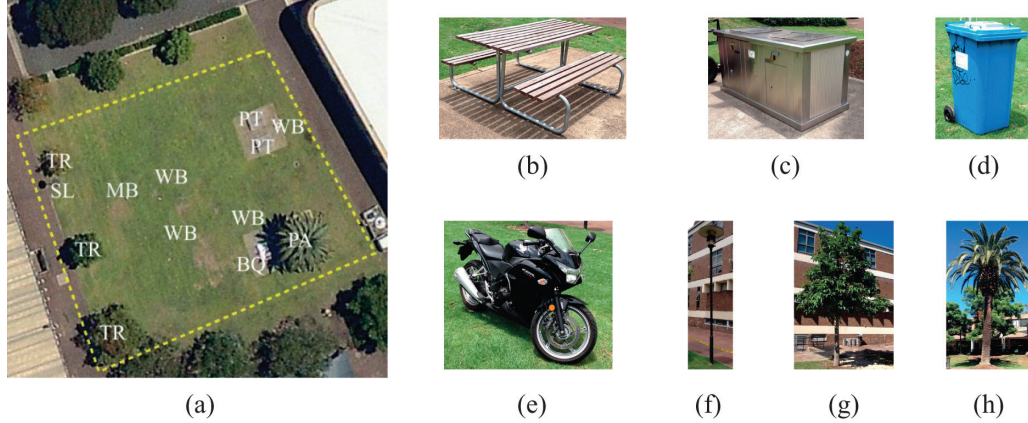 PT
WB
PT
TR
WB
SL
MB
WB
WB
PA
TR
BQ
TR
(a)
(b)
(c)
(d)
(e)
(f)
(g)
(h)